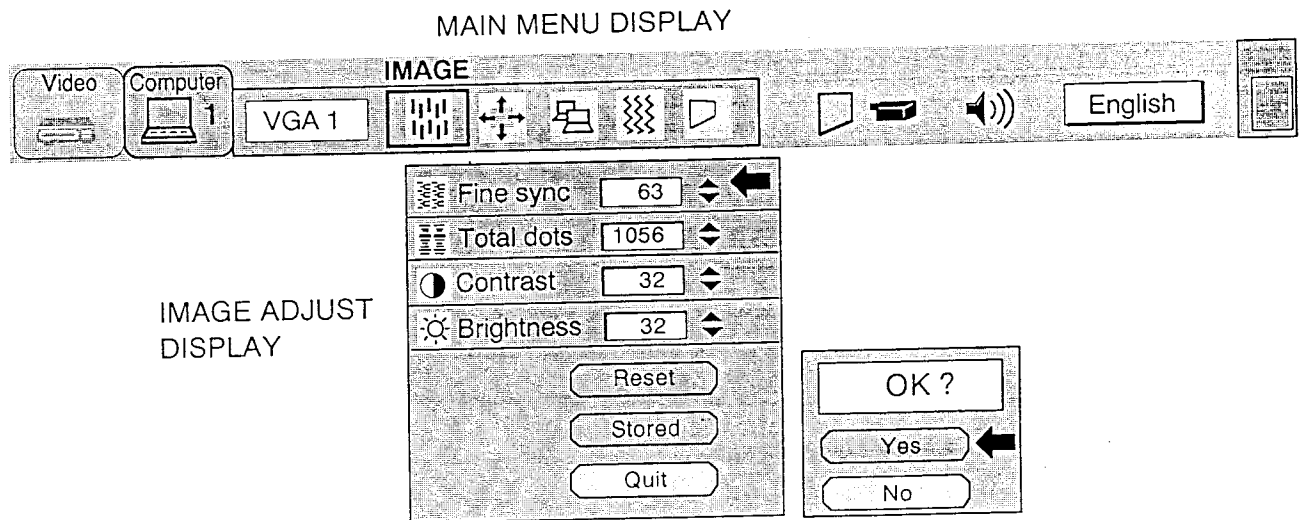 MAIN MENU DISPLAY
IMAGE
Video
Computer
1
VGA 1
English
Fine sync 63
Total dots 1056
Contrast 32
Brightness 32
IMAGE ADJUST
DISPLAY
Reset
Stored
Quit
OK ?
Yes
No